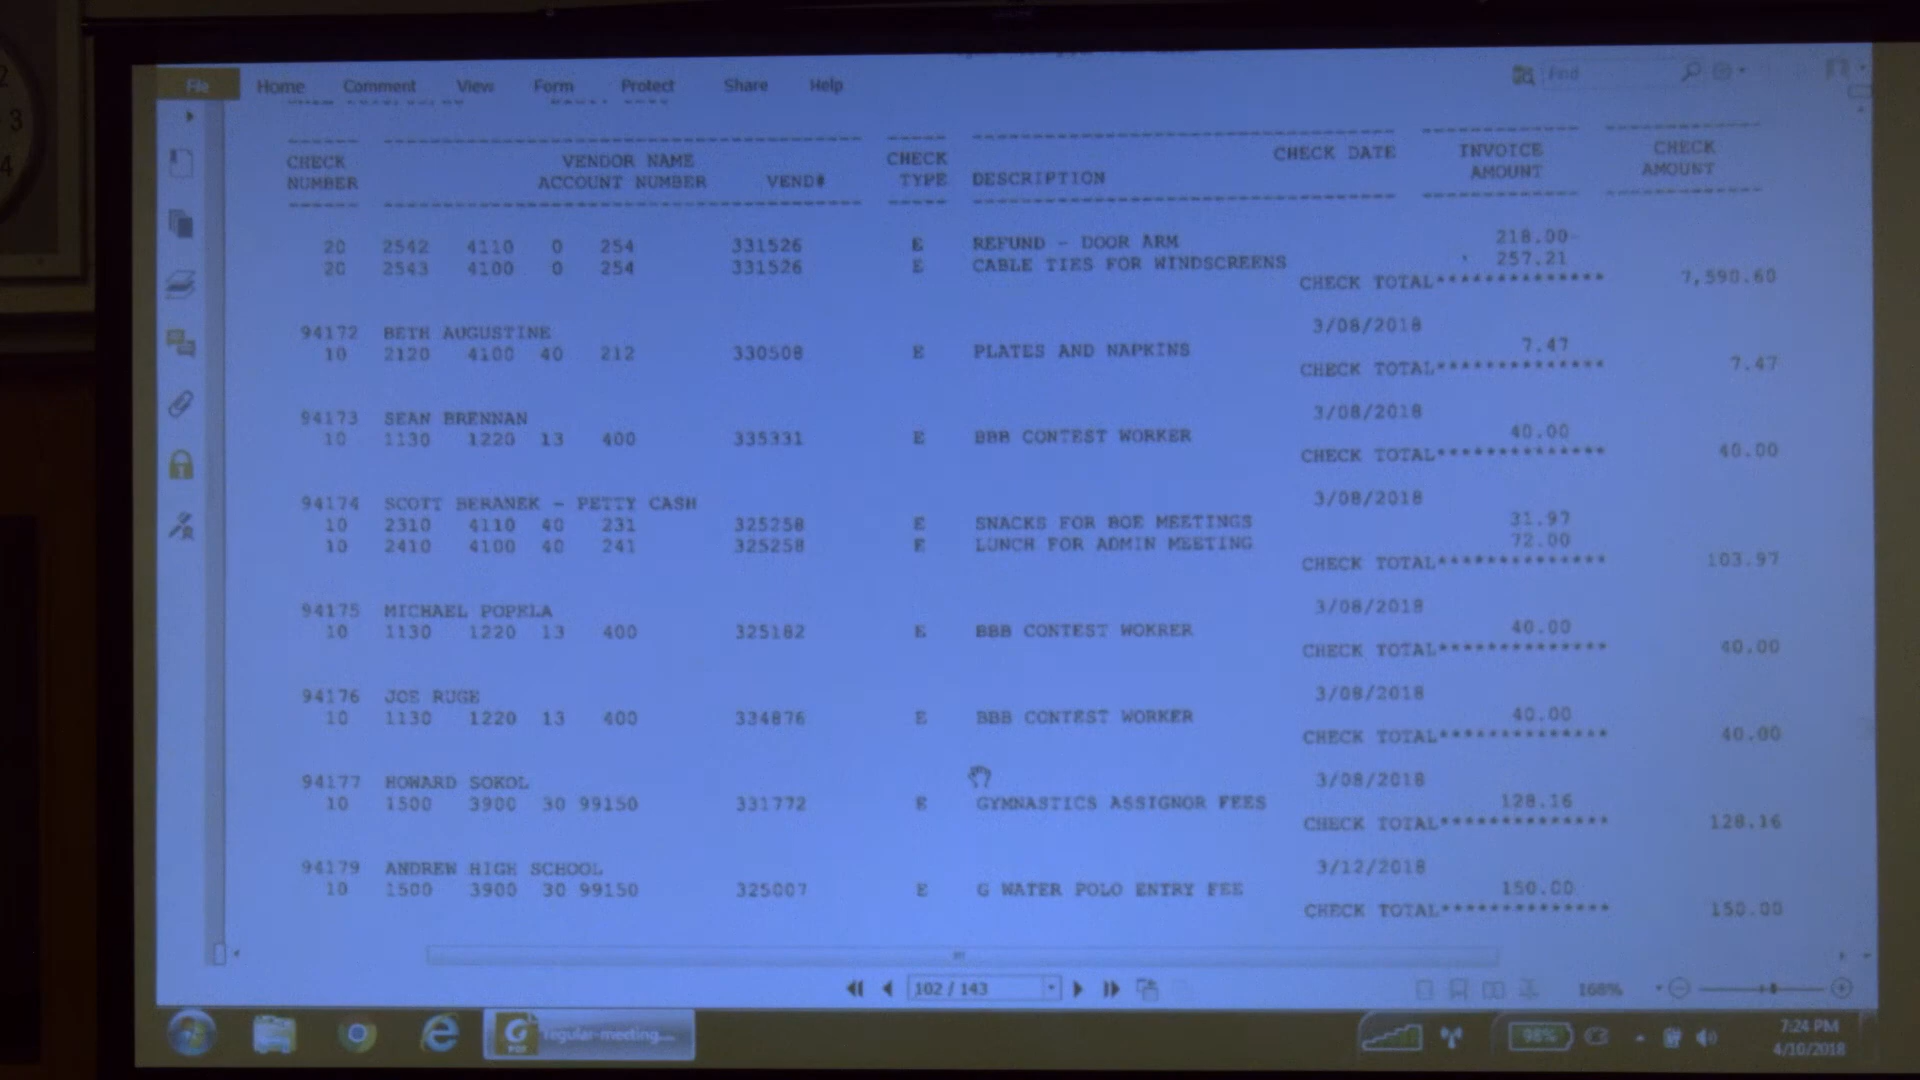 File Home Comment View Form Protect Share Help Find
CHECK VENDOR NAME CHECK CHECK DATE INVOICE CHECK
NUMBER ACCOUNT NUMBER VEND# TYPE DESCRIPTION AMOUNT AMOUNT
20 2542 4110 0 254 331526 E REFUND - DOOR ARM 218.00-
20 2543 4100 0 254 331526 E CABLE TIES FOR WINDSCREENS 257.21
CHECK TOTAL************** 7,590.60
94172 BETH AUGUSTINE 3/08/2018
10 2120 4100 40 212 330508 E PLATES AND NAPKINS 7.47
CHECK TOTAL************** 7.47
94173 SEAN BRENNAN 3/08/2018
10 1130 1220 13 400 335331 E BBB CONTEST WORKER 40.00
CHECK TOTAL************** 40.00
94174 SCOTT BERANEK - PETTY CASH 3/08/2018
10 2310 4110 40 231 325258 E SNACKS FOR BOE MEETINGS 31.97
10 2410 4100 40 241 325258 E LUNCH FOR ADMIN MEETING 72.00
CHECK TOTAL************** 103.97
94175 MICHAEL POPELA 3/08/2018
10 1130 1220 13 400 325182 E BBB CONTEST WOKRER 40.00
CHECK TOTAL************** 40.00
94176 JOE RUGE 3/08/2018
10 1130 1220 13 400 334876 E BBB CONTEST WORKER 40.00
CHECK TOTAL************** 40.00
94177 HOWARD SOKOL 3/08/2018
10 1500 3900 30 99150 331772 E GYMNASTICS ASSIGNOR FEES 128.16
CHECK TOTAL************** 128.16
94179 ANDREW HIGH SCHOOL 3/12/2018
10 1500 3900 30 99150 325007 E G WATER POLO ENTRY FEE 150.00
CHECK TOTAL************** 150.00
102 / 143 168%
regular-meeting... 98% 7:24 PM
4/10/2018
2
3
4